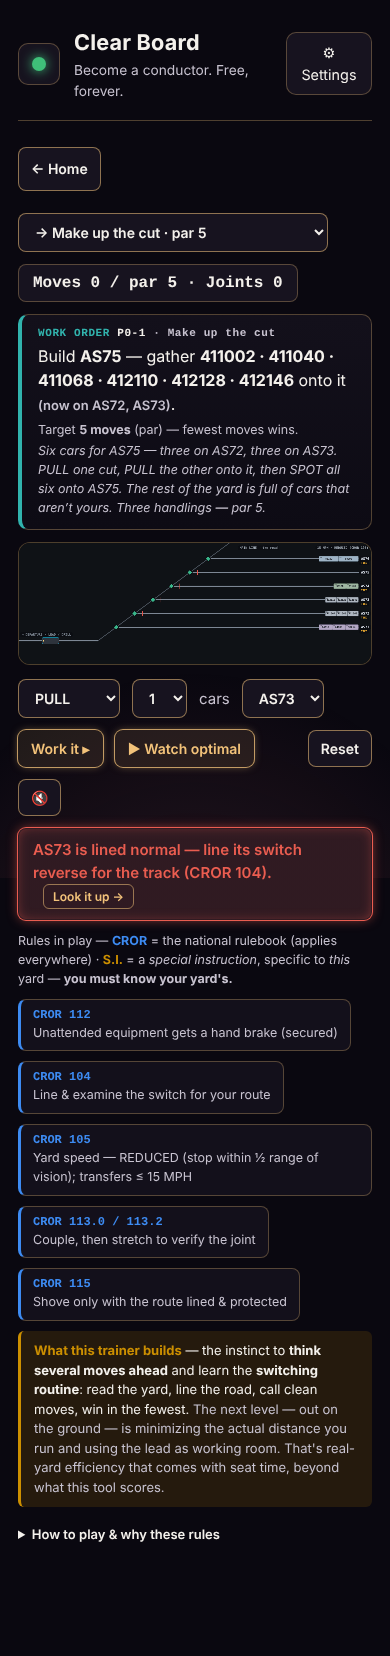 Clear Board
Become a conductor. Free,
forever.
⚙
Settings
← Home
→ Make up the cut · par 5
Moves 0 / par 5 · Joints 0
WORK ORDER P0-1 · Make up the cut
Build AS75 — gather 411002 · 411040 ·
411068 · 412110 · 412128 · 412146 onto it
(now on AS72, AS73).
Target 5 moves (par) — fewest moves wins.
Six cars for AS75 — three on AS72, three on AS73.
PULL one cut, PULL the other onto it, then SPOT all
six onto AS75. The rest of the yard is full of cars that
aren't yours. Three handlings — par 5.
PULL
1
cars
AS73
Work it ▸
▶ Watch optimal
Reset
AS73 is lined normal — line its switch
reverse for the track (CROR 104).
Look it up →
Rules in play — CROR = the national rulebook (applies
everywhere) · S.I. = a special instruction, specific to this
yard — you must know your yard's.
CROR 112
Unattended equipment gets a hand brake (secured)
CROR 104
Line & examine the switch for your route
CROR 105
Yard speed — REDUCED (stop within ½ range of
vision); transfers ≤ 15 MPH
CROR 113.0 / 113.2
Couple, then stretch to verify the joint
CROR 115
Shove only with the route lined & protected
What this trainer builds — the instinct to think
several moves ahead and learn the switching
routine: read the yard, line the road, call clean
moves, win in the fewest. The next level — out on
the ground — is minimizing the actual distance you
run and using the lead as working room. That's real-
yard efficiency that comes with seat time, beyond
what this tool scores.
▶ How to play & why these rules